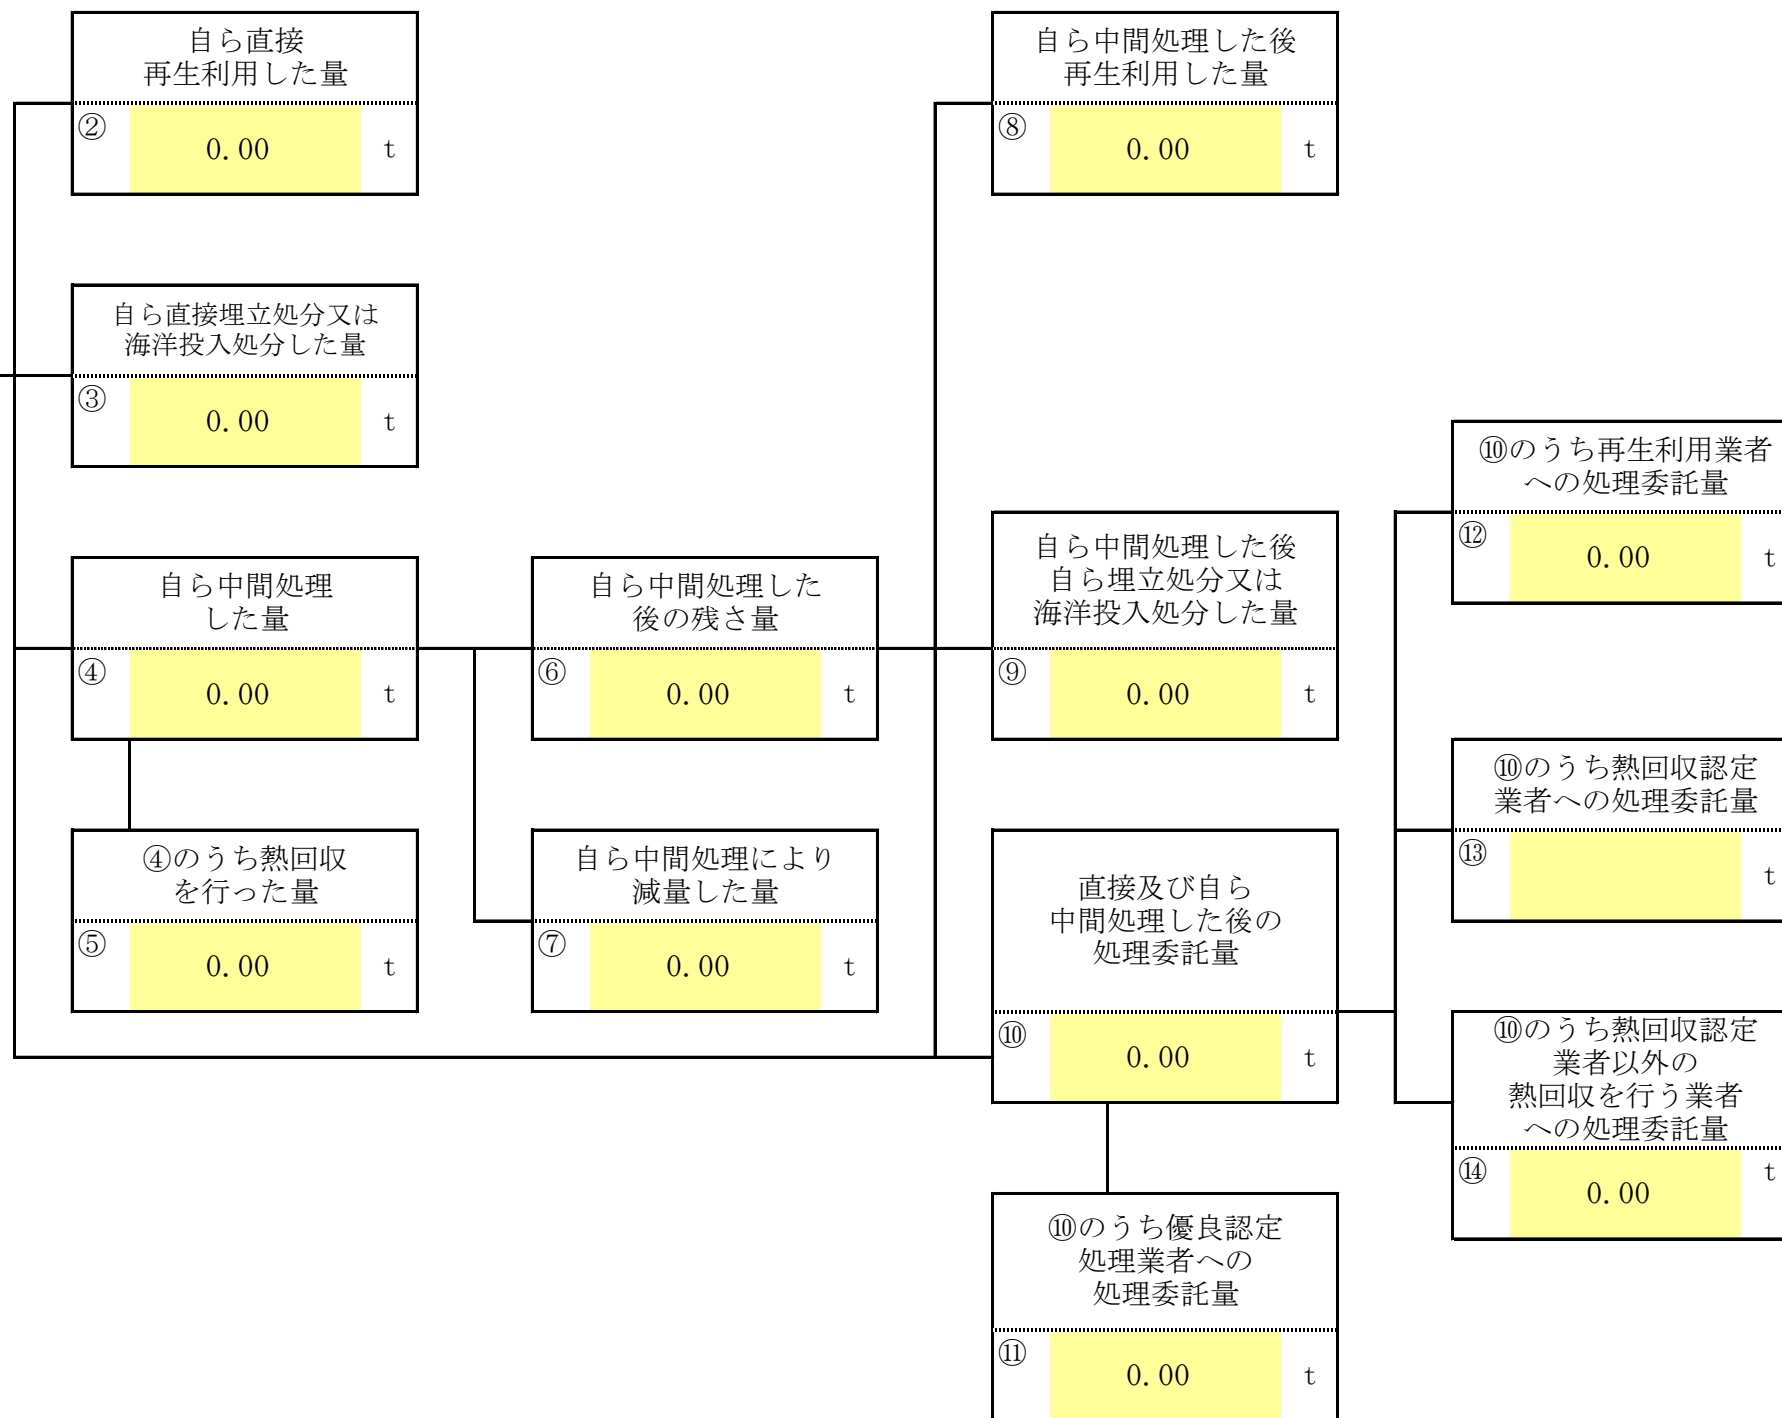 自ら直接
再生利用した量
②
0.00
t
自ら中間処理した後
再生利用した量
⑧
0.00
t
自ら直接埋立処分又は
海洋投入処分した量
③
0.00
t
⑩のうち再生利用業者
への処理委託量
⑫
0.00
t
自ら中間処理
した量
④
0.00
t
自ら中間処理した
後の残さ量
⑥
0.00
t
自ら中間処理した後
自ら埋立処分又は
海洋投入処分した量
⑨
0.00
t
⑩のうち熱回収認定
業者への処理委託量
⑬
t
④のうち熱回収
を行った量
⑤
0.00
t
自ら中間処理により
減量した量
⑦
0.00
t
直接及び自ら
中間処理した後の
処理委託量
⑩
0.00
t
⑩のうち熱回収認定
業者以外の
熱回収を行う業者
への処理委託量
⑭
0.00
t
⑩のうち優良認定
処理業者への
処理委託量
⑪
0.00
t